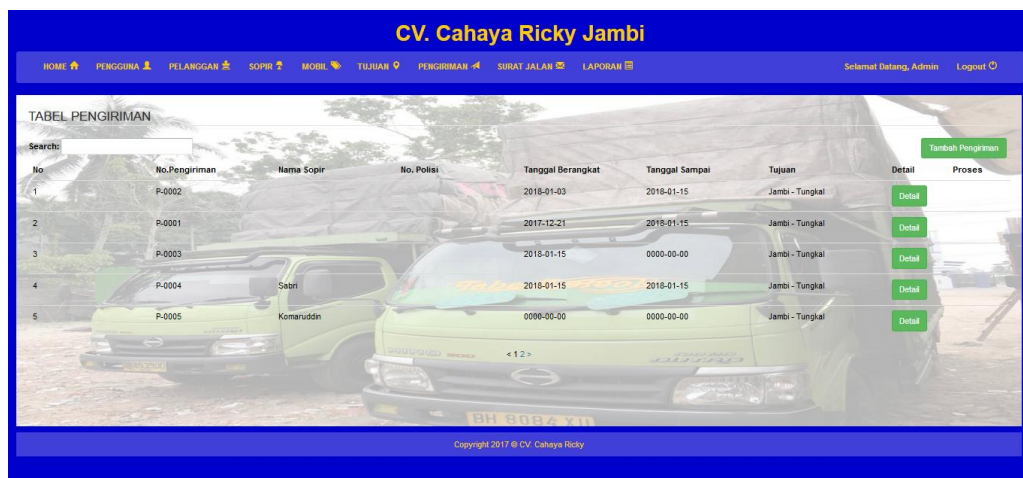 CV. Cahaya Ricky Jambi
HOME PENGGUNA PELANGGAN SOPIR MOBIL TUJUAN PENGIRIMAN SURAT JALAN LAPORAN Selamat Datang, Admin Logout
TABEL PENGIRIMAN
Search:
Tambah Pengiriman
No No.Pengiriman Nama Sopir No. Polisi Tanggal Berangkat Tanggal Sampai Tujuan Detail Proses
1 P-0002 2018-01-03 2018-01-15 Jambi - Tungkal Detail
2 P-0001 2017-12-21 2018-01-15 Jambi - Tungkal Detail
3 P-0003 2018-01-15 0000-00-00 Jambi - Tungkal Detail
4 P-0004 Sabri 2018-01-15 2018-01-15 Jambi - Tungkal Detail
5 P-0005 Komaruddin 0000-00-00 0000-00-00 Jambi - Tungkal Detail
< 1 2 >
BH 8084 XU
Copyright 2017 © CV. Cahaya Ricky